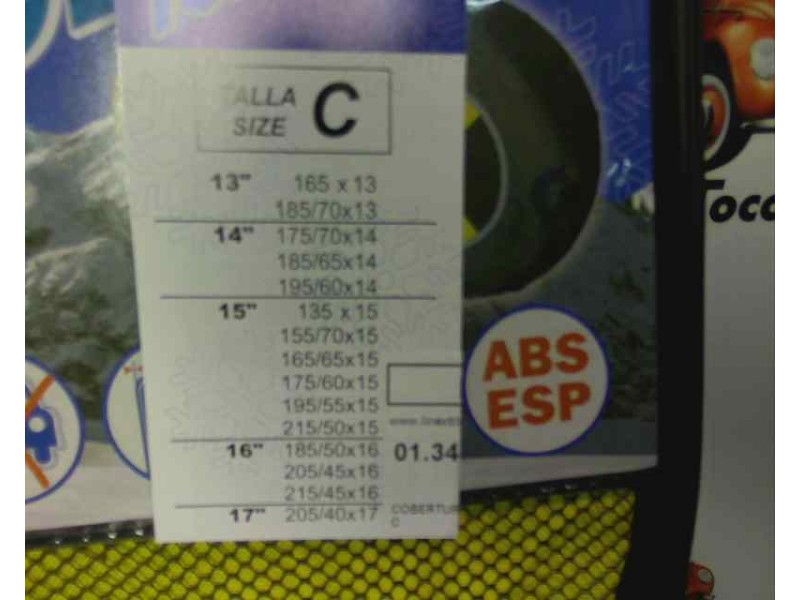 TALLA
SIZE C
13" 165 x 13
185/70x13
14" 175/70x14
185/65x14
195/60x14
15" 135 x 15
155/70x15
165/65x15
175/60x15
195/55x15
215/50x15
16" 185/50x16
205/45x16
215/45x16
17" 205/40x17
01.34
COBERTUR
C
ABS
ESP
Toca